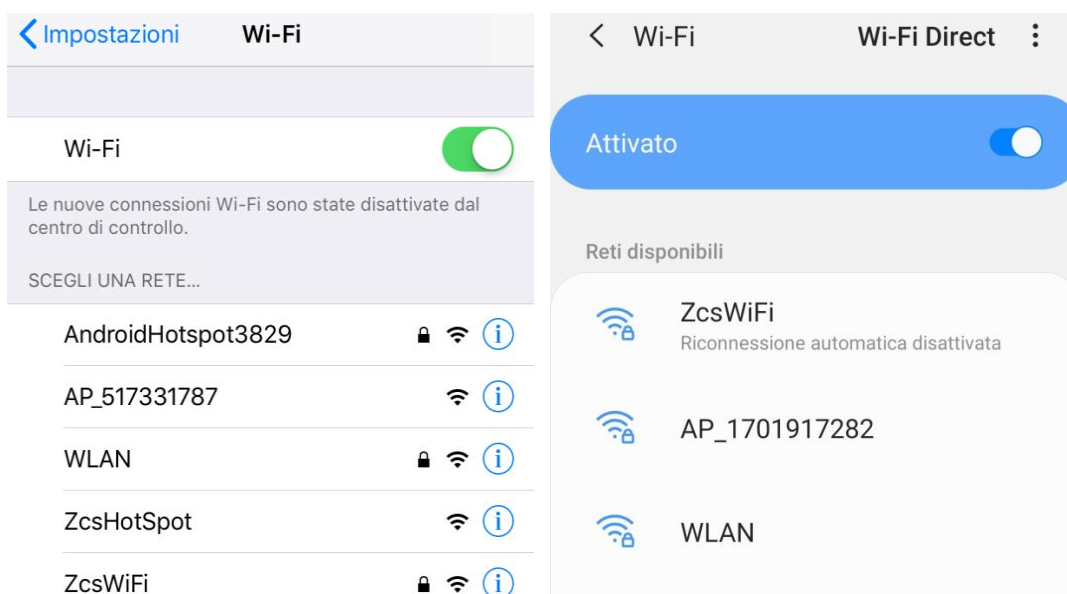 Impostazioni Wi-Fi
Wi-Fi
Le nuove connessioni Wi-Fi sono state disattivate dal
centro di controllo.
SCEGLI UNA RETE...
AndroidHotspot3829
AP_517331787
WLAN
ZcsHotSpot
ZcsWiFi
Wi-Fi Wi-Fi Direct
Attivato
Reti disponibili
ZcsWiFi
Riconnessione automatica disattivata
AP_1701917282
WLAN